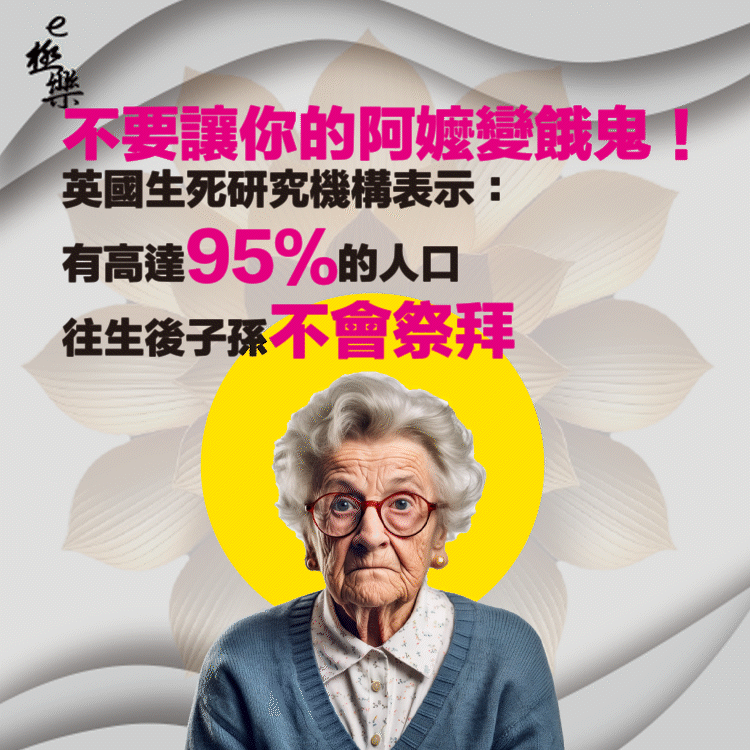 e極樂
不要讓你的阿嬤變餓鬼！
英國生死研究機構表示：
有高達95%的人口
往生後子孫不會祭拜